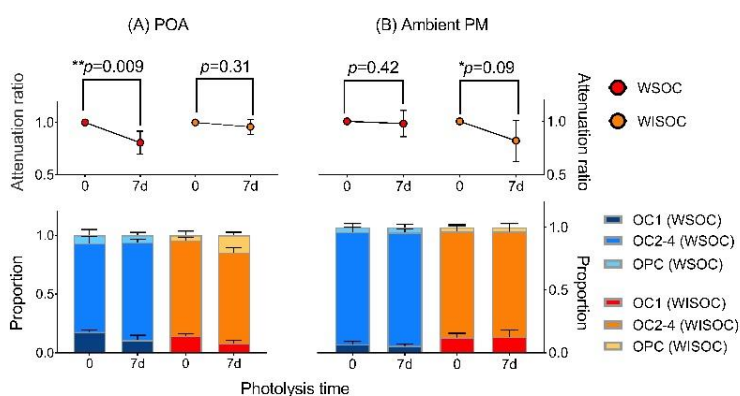 (A) POA
(B) Ambient PM
**p=0.009
p=0.31
p=0.42
*p=0.09
Attenuation ratio
1.0
0.5
0
7d
0
7d
0
7d
0
7d
1.0
0.5
Attenuation ratio
WSOC
WISOC
Proportion
1.0
0.5
0.0
0
7d
0
7d
0
7d
0
7d
1.0
0.5
0.0
Proportion
Photolysis time
OC1 (WSOC)
OC2-4 (WSOC)
OPC (WSOC)
OC1 (WISOC)
OC2-4 (WISOC)
OPC (WISOC)